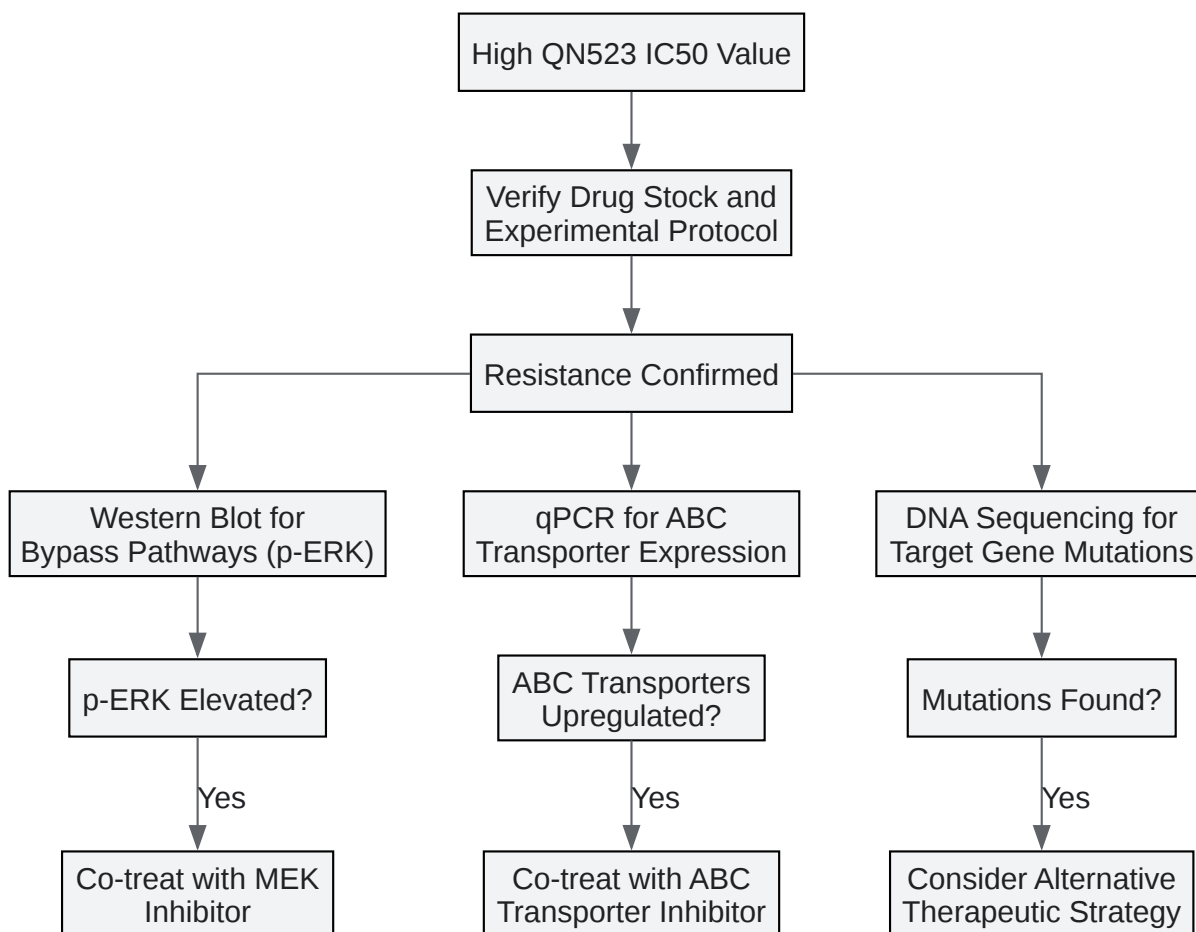 High QN523 IC50 Value
Verify Drug Stock and
Experimental Protocol
Resistance Confirmed
Western Blot for
Bypass Pathways (p-ERK)
qPCR for ABC
Transporter Expression
DNA Sequencing for
Target Gene Mutations
p-ERK Elevated?
ABC Transporters
Upregulated?
Mutations Found?
Yes
Yes
Yes
Co-treat with MEK
Inhibitor
Co-treat with ABC
Transporter Inhibitor
Consider Alternative
Therapeutic Strategy